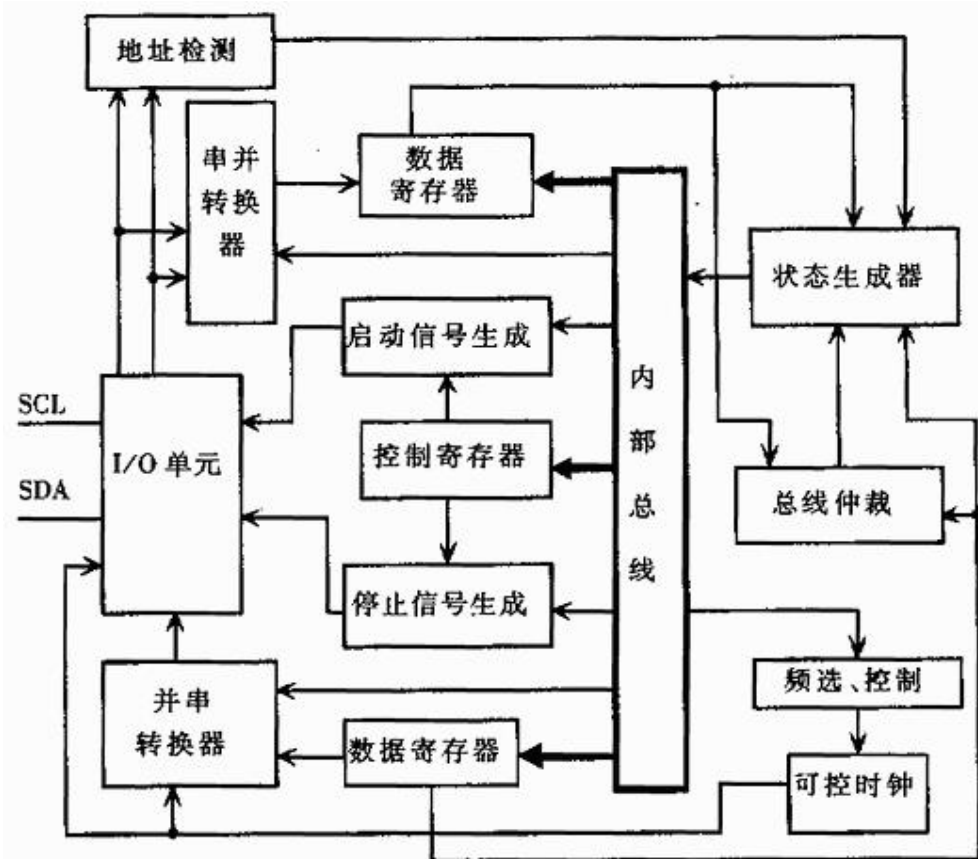 地址检测
串并
转换
器
数据
寄存器
状态生成器
启动信号生成
内
部
总
线
SCL
I/O 单元
控制寄存器
SDA
总线仲裁
停止信号生成
频选、控制
并串
转换器
数据寄存器
可控时钟